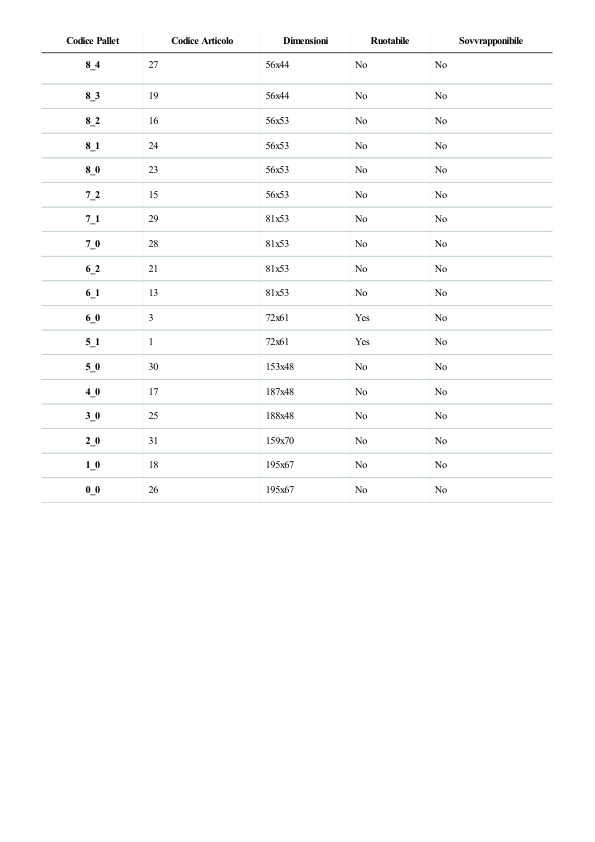 Codice Pallet Codice Articolo Dimensioni Ruotabile Sovvrapponibile
8_4 27 56x44 No No
8_3 19 56x44 No No
8_2 16 56x53 No No
8_1 24 56x53 No No
8_0 23 56x53 No No
7_2 15 56x53 No No
7_1 29 81x53 No No
7_0 28 81x53 No No
6_2 21 81x53 No No
6_1 13 81x53 No No
6_0 3 72x61 Yes No
5_1 1 72x61 Yes No
5_0 30 153x48 No No
4_0 17 187x48 No No
3_0 25 188x48 No No
2_0 31 159x70 No No
1_0 18 195x67 No No
0_0 26 195x67 No No